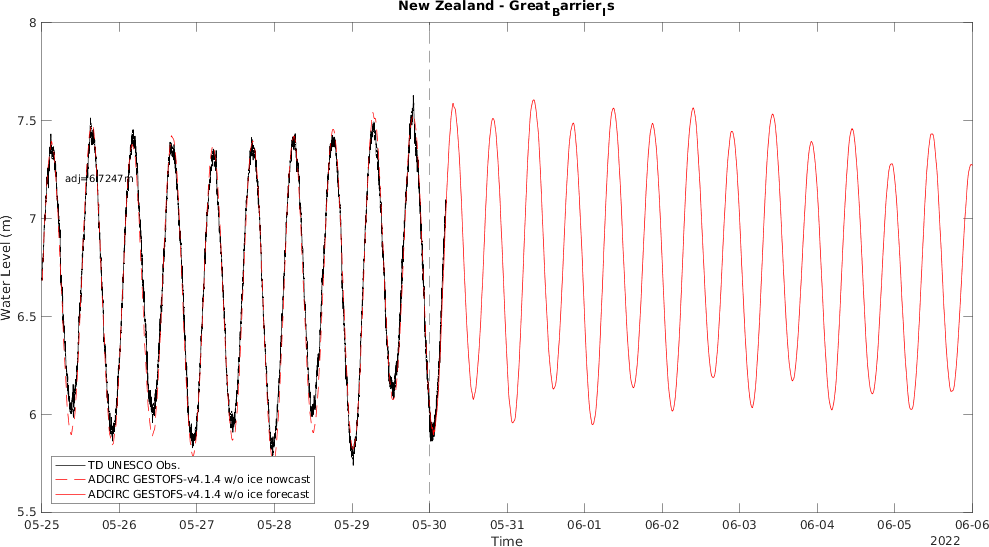 New Zealand - Great_Barrier_Is
8
7.5
7
6.5
6
5.5
Water Level (m)
adj=6.7247m
TD UNESCO Obs.
ADCIRC GESTOFS-v4.1.4 w/o ice nowcast
ADCIRC GESTOFS-v4.1.4 w/o ice forecast
05-25 05-26 05-27 05-28 05-29 05-30 05-31 06-01 06-02 06-03 06-04 06-05 06-06
Time
2022